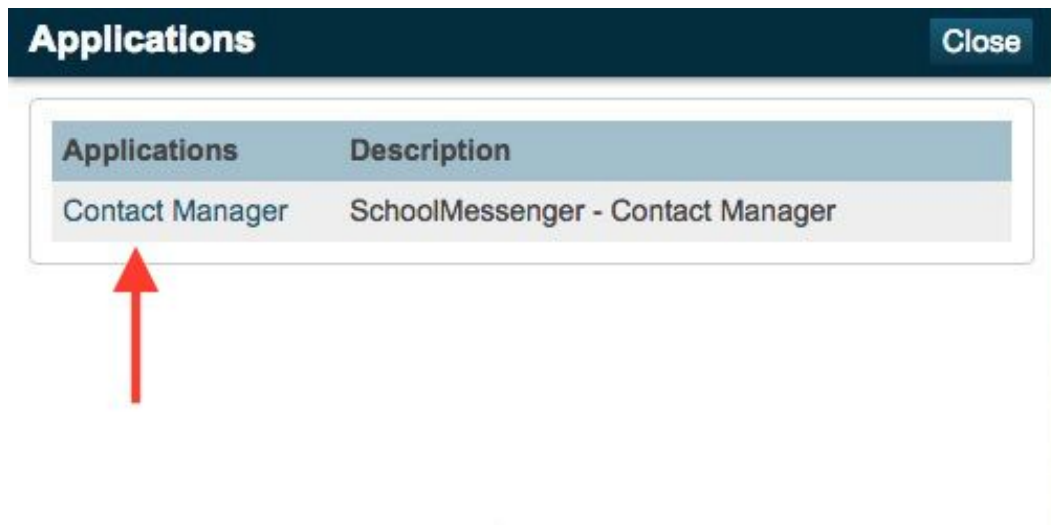 Applications Close
Applications Description
Contact Manager SchoolMessenger - Contact Manager